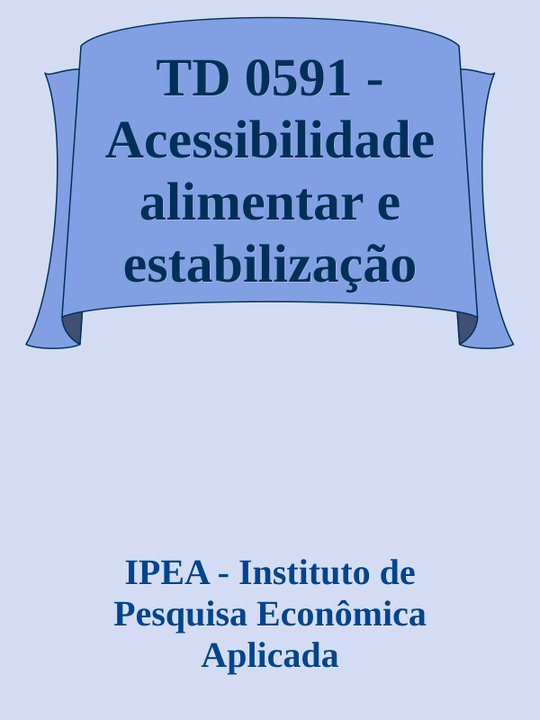 TD 0591 -
Acessibilidade
alimentar e
estabilização
IPEA - Instituto de
Pesquisa Econômica
Aplicada